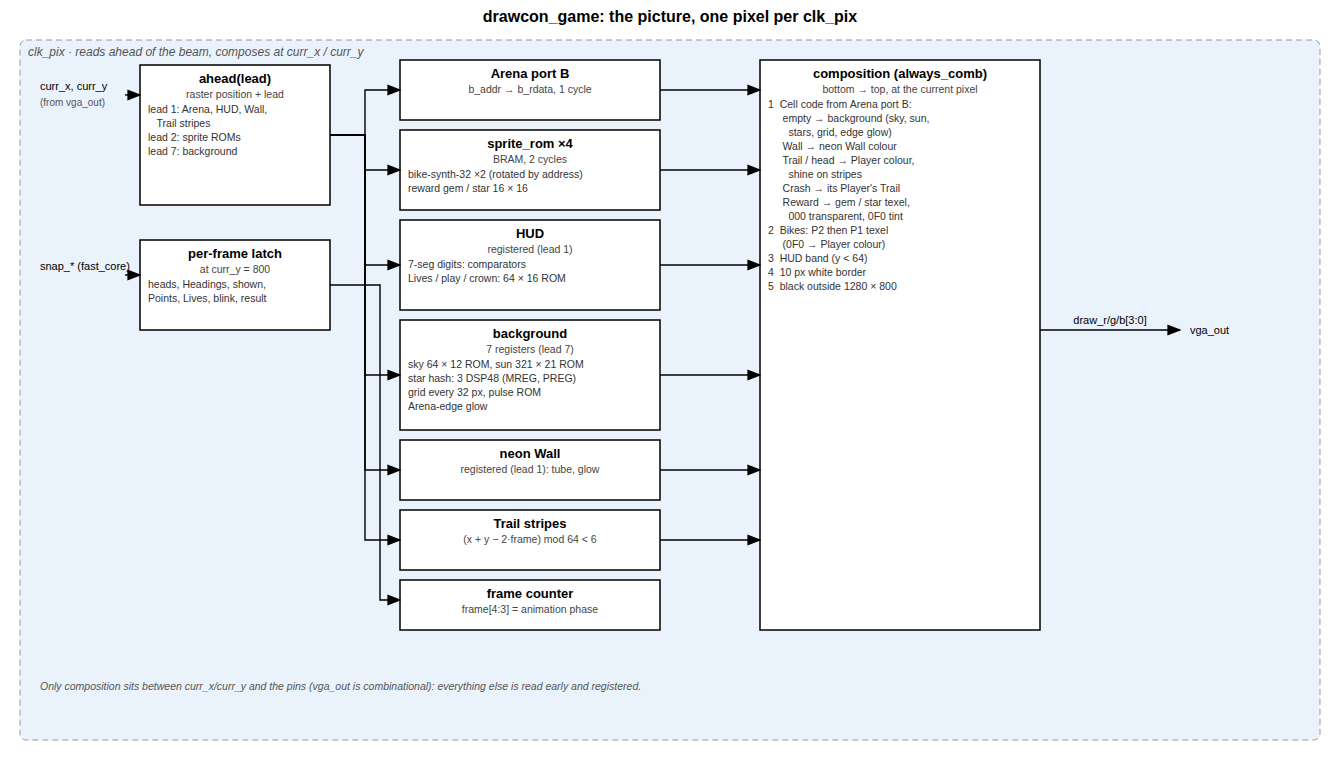 drawcon_game: the picture, one pixel per clk_pix
clk_pix · reads ahead of the beam, composes at curr_x / curr_y
curr_x, curr_y
(from vga_out)
ahead(lead)
raster position + lead
lead 1: Arena, HUD, Wall,
Trail stripes
lead 2: sprite ROMs
lead 7: background
snap_* (fast_core)
per-frame latch
at curr_y = 800
heads, Headings, shown,
Points, Lives, blink, result
Arena port B
b_addr → b_rdata, 1 cycle
sprite_rom ×4
BRAM, 2 cycles
bike-synth-32 ×2 (rotated by address)
reward gem / star 16 × 16
HUD
registered (lead 1)
7-seg digits: comparators
Lives / play / crown: 64 × 16 ROM
background
7 registers (lead 7)
sky 64 × 12 ROM, sun 321 × 21 ROM
star hash: 3 DSP48 (MREG, PREG)
grid every 32 px, pulse ROM
Arena-edge glow
neon Wall
registered (lead 1): tube, glow
Trail stripes
(x + y − 2·frame) mod 64 < 6
frame counter
frame[4:3] = animation phase
composition (always_comb)
bottom → top, at the current pixel
1 Cell code from Arena port B:
empty → background (sky, sun,
stars, grid, edge glow)
Wall → neon Wall colour
Trail / head → Player colour,
shine on stripes
Crash → its Player's Trail
Reward → gem / star texel,
000 transparent, 0F0 tint
2 Bikes: P2 then P1 texel
(0F0 → Player colour)
3 HUD band (y < 64)
4 10 px white border
5 black outside 1280 × 800
draw_r/g/b[3:0]
vga_out
Only composition sits between curr_x/curr_y and the pins (vga_out is combinational): everything else is read early and registered.